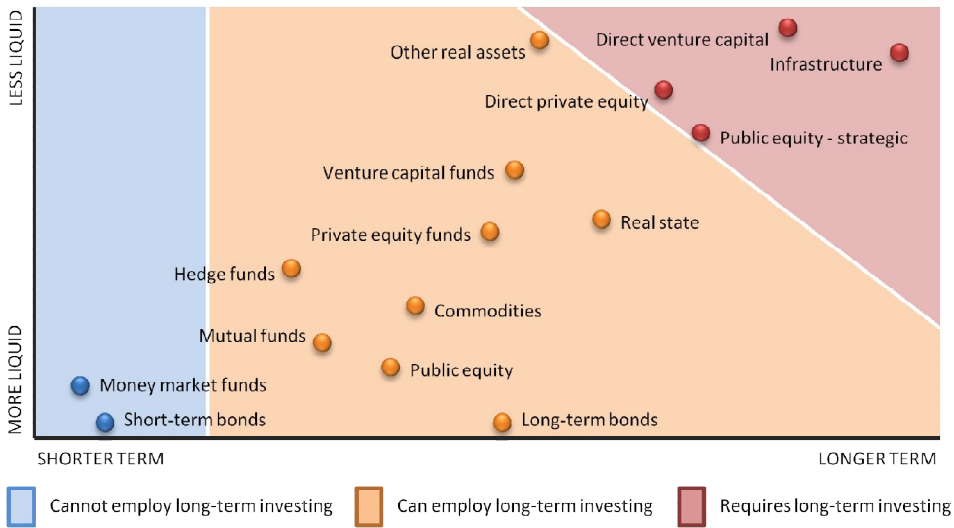 LESS LIQUID
Other real assets
Direct venture capital
Infrastructure
Direct private equity
Public equity - strategic
Venture capital funds
Real state
Private equity funds
Hedge funds
Commodities
MORE LIQUID
Mutual funds
Public equity
Money market funds
Short-term bonds
Long-term bonds
SHORTER TERM
LONGER TERM
Cannot employ long-term investing
Can employ long-term investing
Requires long-term investing